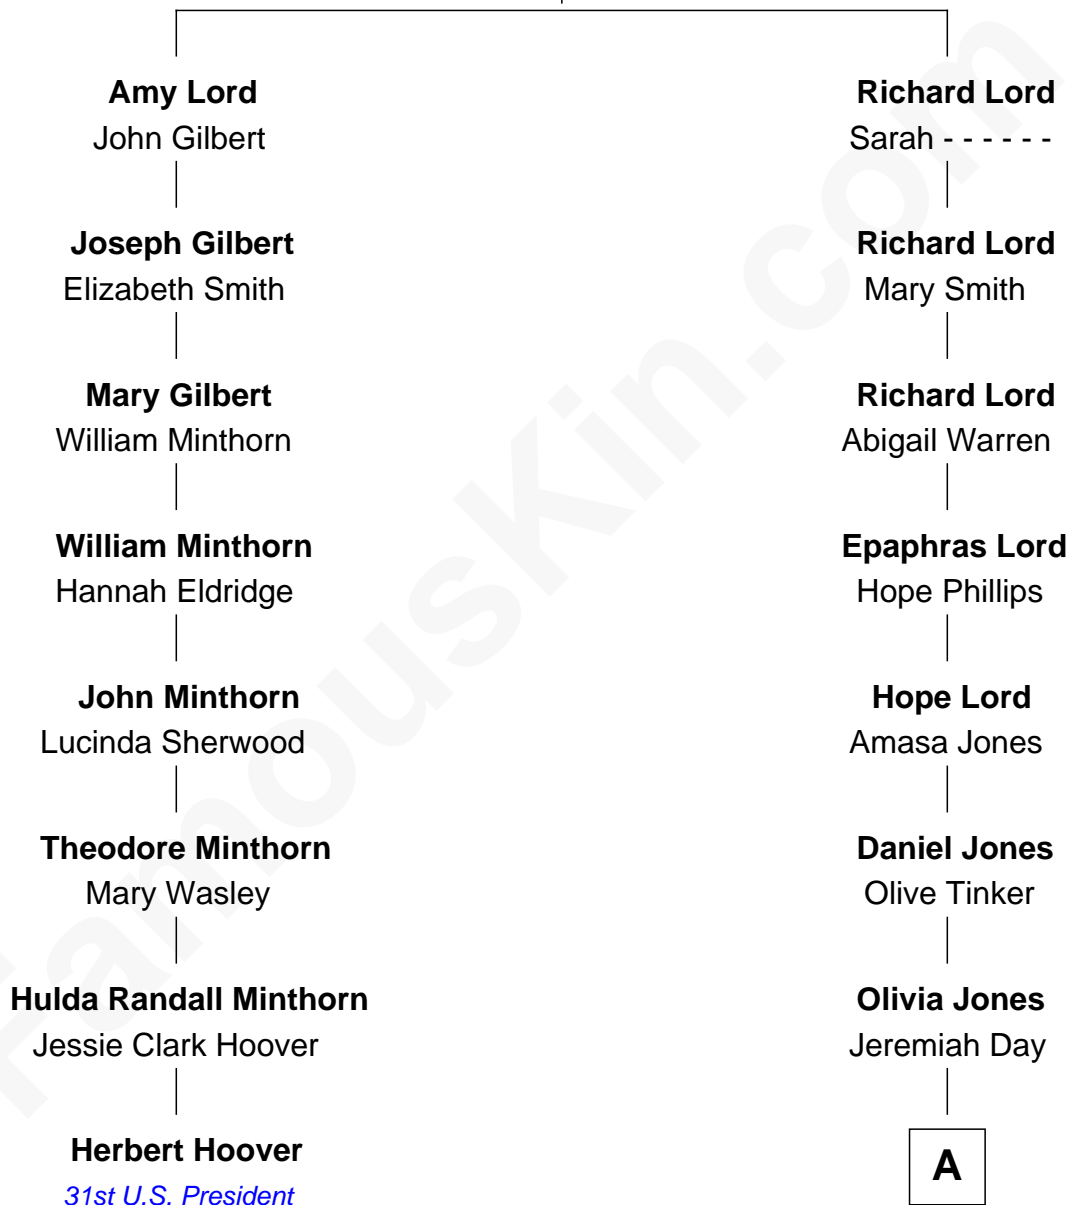 Amy Lord
John Gilbert
Joseph Gilbert
Elizabeth Smith
Mary Gilbert
William Minthorn
William Minthorn
Hannah Eldridge
John Minthorn
Lucinda Sherwood
Theodore Minthorn
Mary Wasley
Hulda Randall Minthorn
Jessie Clark Hoover
Herbert Hoover
31st U.S. President
Richard Lord
Sarah - - - - - -
Richard Lord
Mary Smith
Richard Lord
Abigail Warren
Epaphras Lord
Hope Phillips
Hope Lord
Amasa Jones
Daniel Jones
Olive Tinker
Olivia Jones
Jeremiah Day
A
FamousKin.com